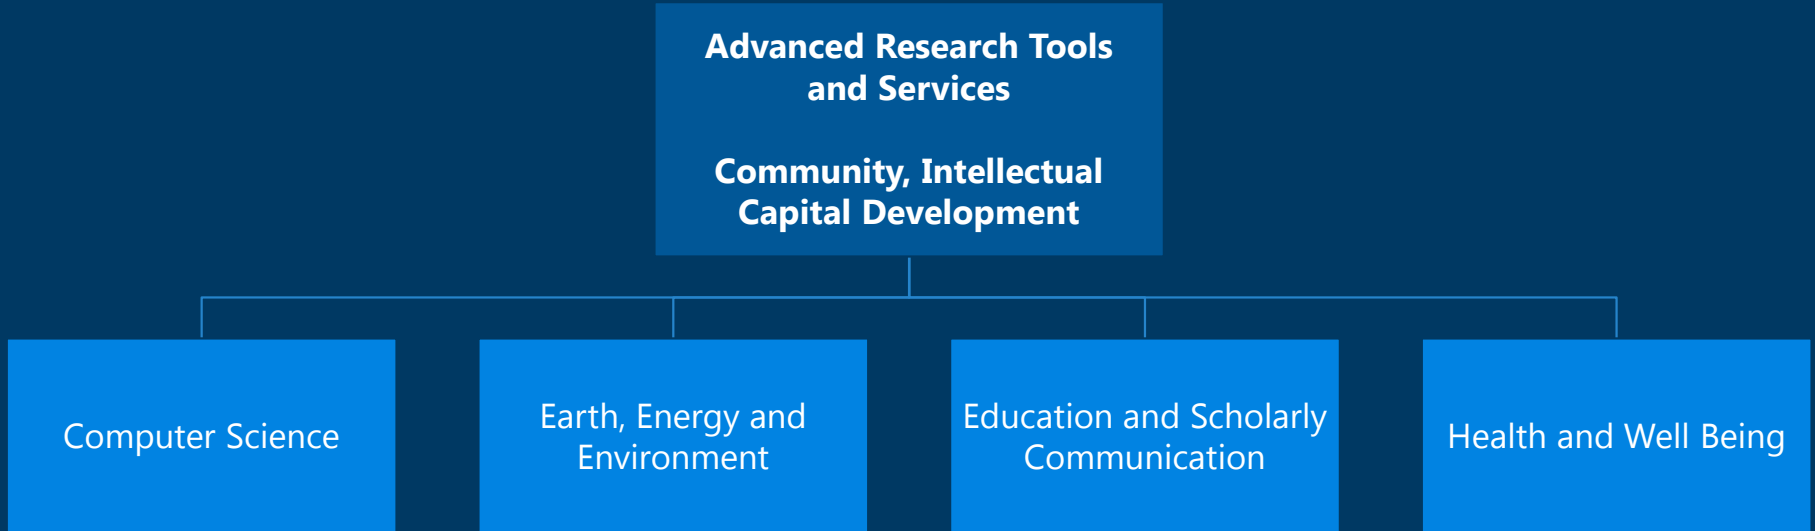 Advanced Research Tools
and Services
Community, Intellectual
Capital Development
Computer Science
Earth, Energy and
Environment
Education and Scholarly
Communication
Health and Well Being